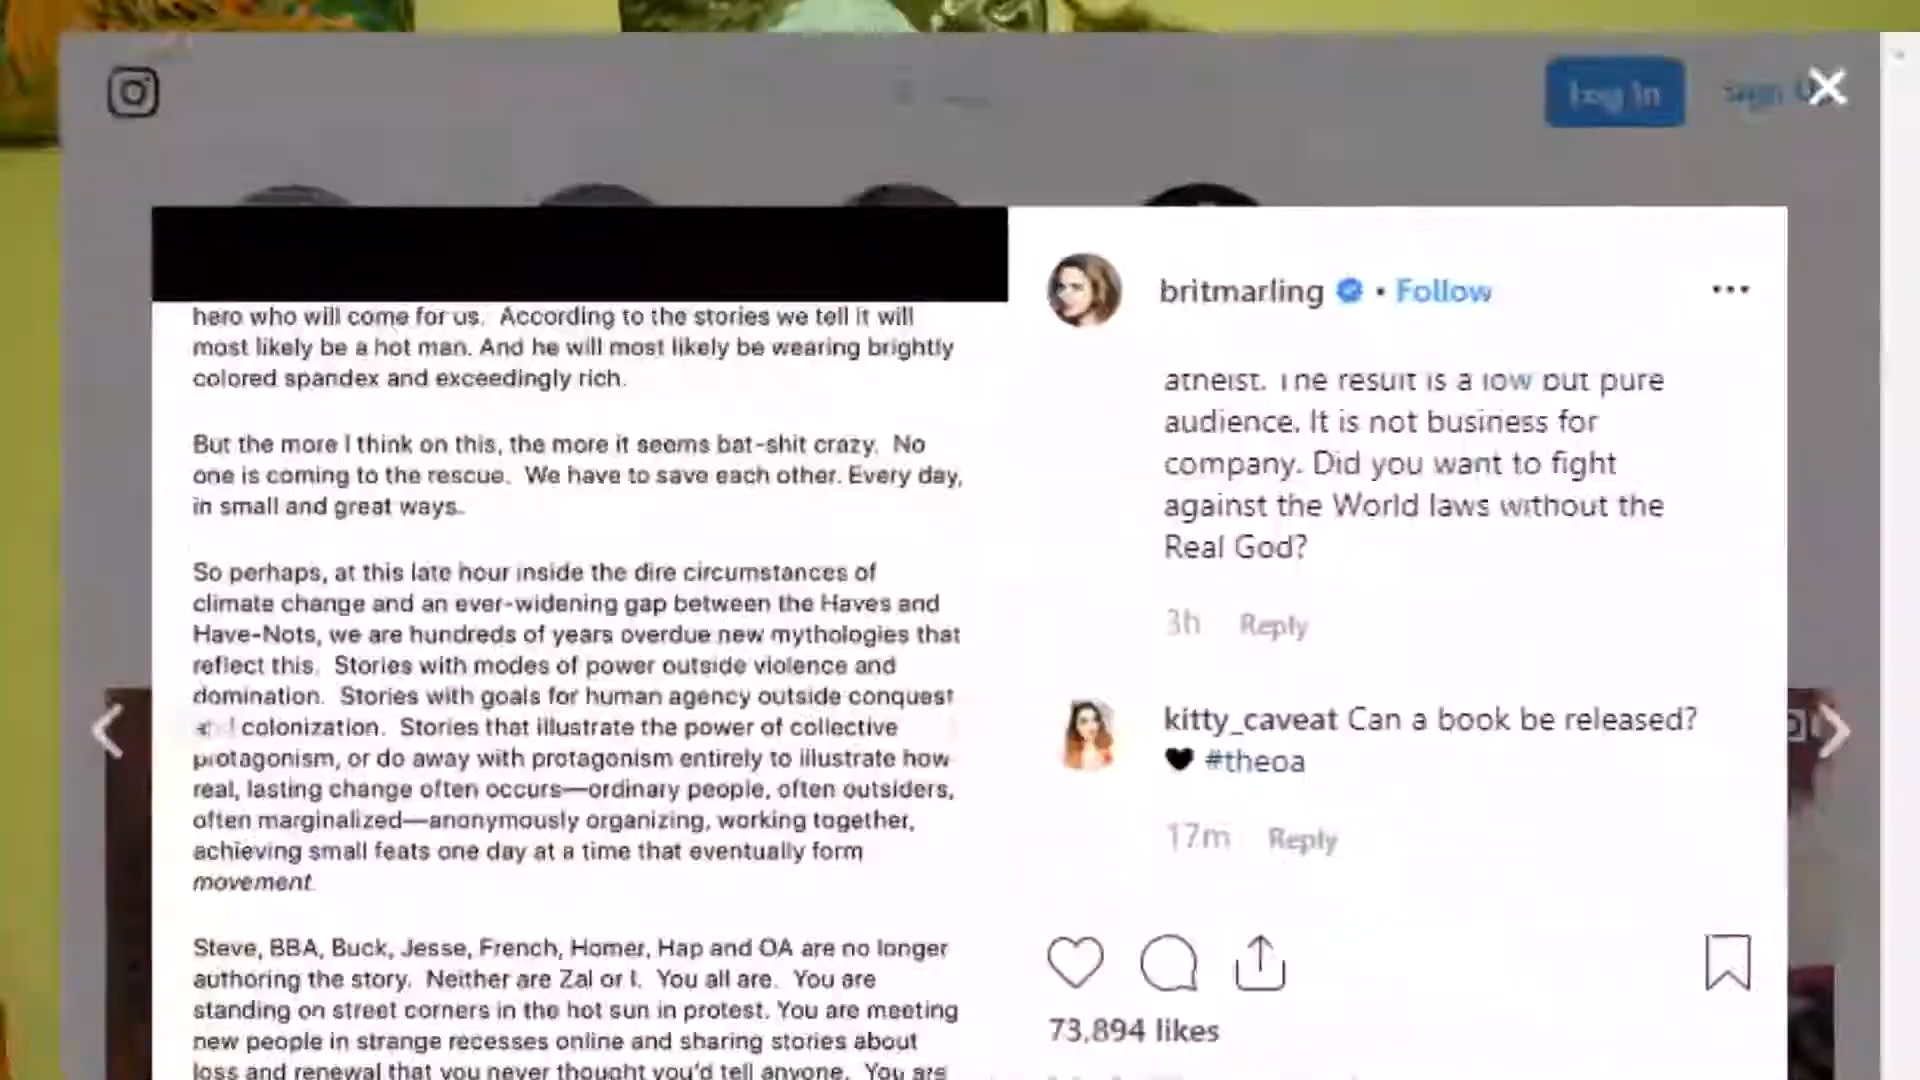 Log In
Sign U
hero who will come for us. According to the stories we tell it will
most likely be a hot man. And he will most likely be wearing brightly
colored spandex and exceedingly rich.
But the more I think on this, the more it seems bat-shit crazy. No
one is coming to the rescue. We have to save each other. Every day,
in small and great ways.
So perhaps, at this late hour inside the dire circumstances of
climate change and an ever-widening gap between the Haves and
Have-Nots, we are hundreds of years overdue new mythologies that
reflect this. Stories with modes of power outside violence and
domination. Stories with goals for human agency outside conquest
colonization. Stories that illustrate the power of collective
protagonism, or do away with protagonism entirely to illustrate how
real, lasting change often occurs—ordinary people, often outsiders,
often marginalized—anonymously organizing, working together,
achieving small feats one day at a time that eventually form
movement.
Steve, BBA, Buck, Jesse, French, Homer, Hap and OA are no longer
authoring the story. Neither are Zal or I. You all are. You are
standing on street corners in the hot sun in protest. You are meeting
new people in strange recesses online and sharing stories about
loss and renewal that you never thought you'd tell anyone. You are
britmarling • Follow
atheist. The result is a low but pure
audience. It is not business for
company. Did you want to fight
against the World laws without the
Real God?
3h Reply
kitty_caveat Can a book be released?
🖤 #theoa
17m Reply
73,894 likes